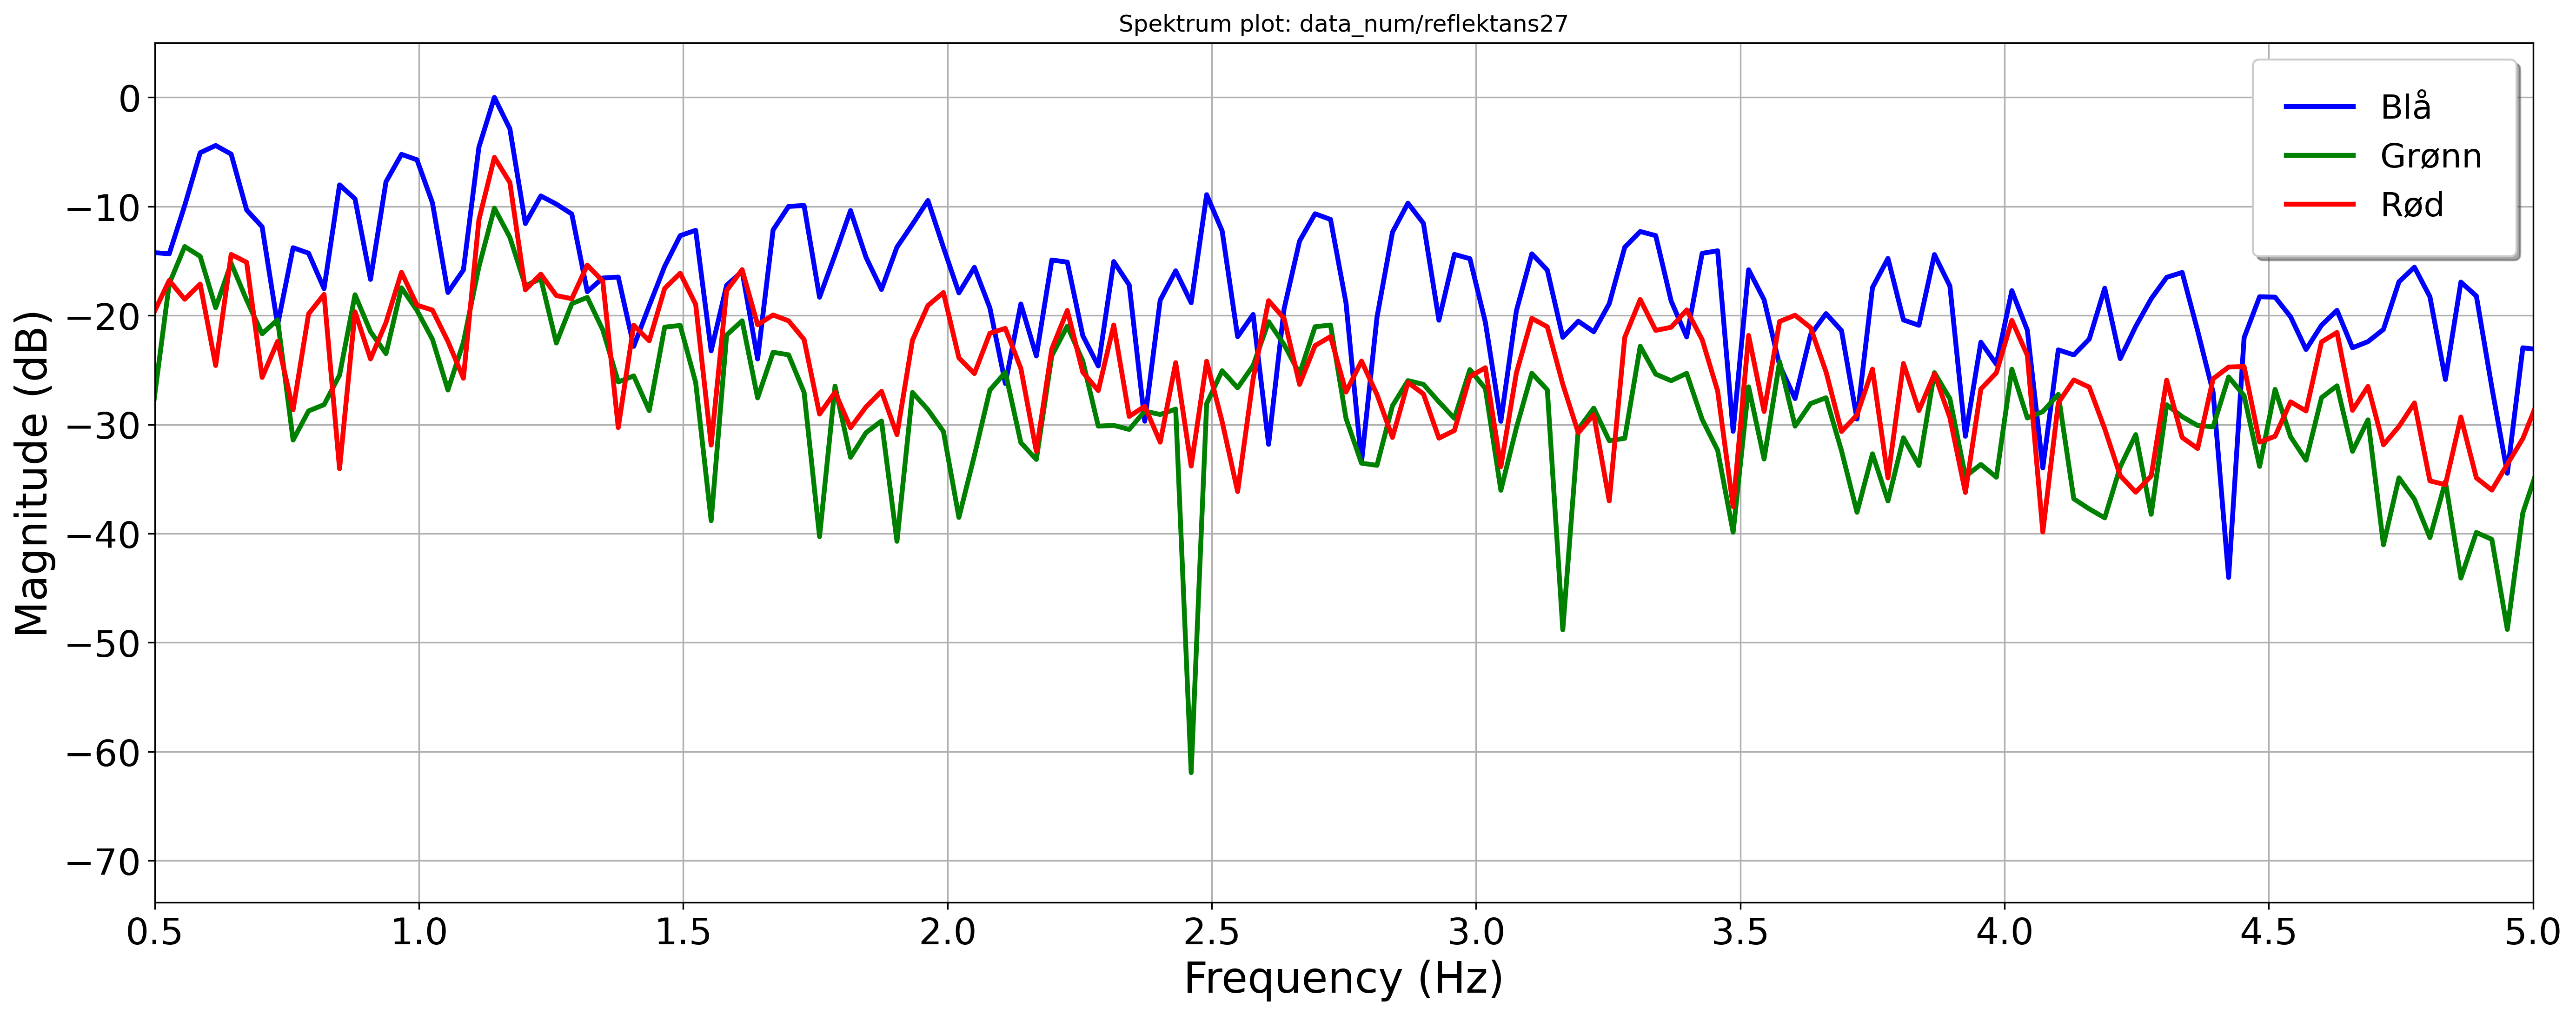 Spektrum plot: data_num/reflektans27
Magnitude (dB)
0
−10
−20
−30
−40
−50
−60
−70
Blå
Grønn
Rød
0.5 1.0 1.5 2.0 2.5 3.0 3.5 4.0 4.5 5.0
Frequency (Hz)